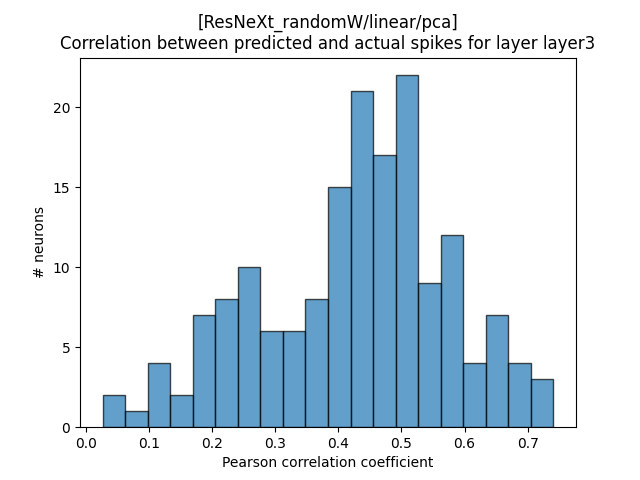 [ResNeXt_randomW/linear/pca]
Correlation between predicted and actual spikes for layer layer3
20
15
10
5
0
# neurons
0.0 0.1 0.2 0.3 0.4 0.5 0.6 0.7
Pearson correlation coefficient